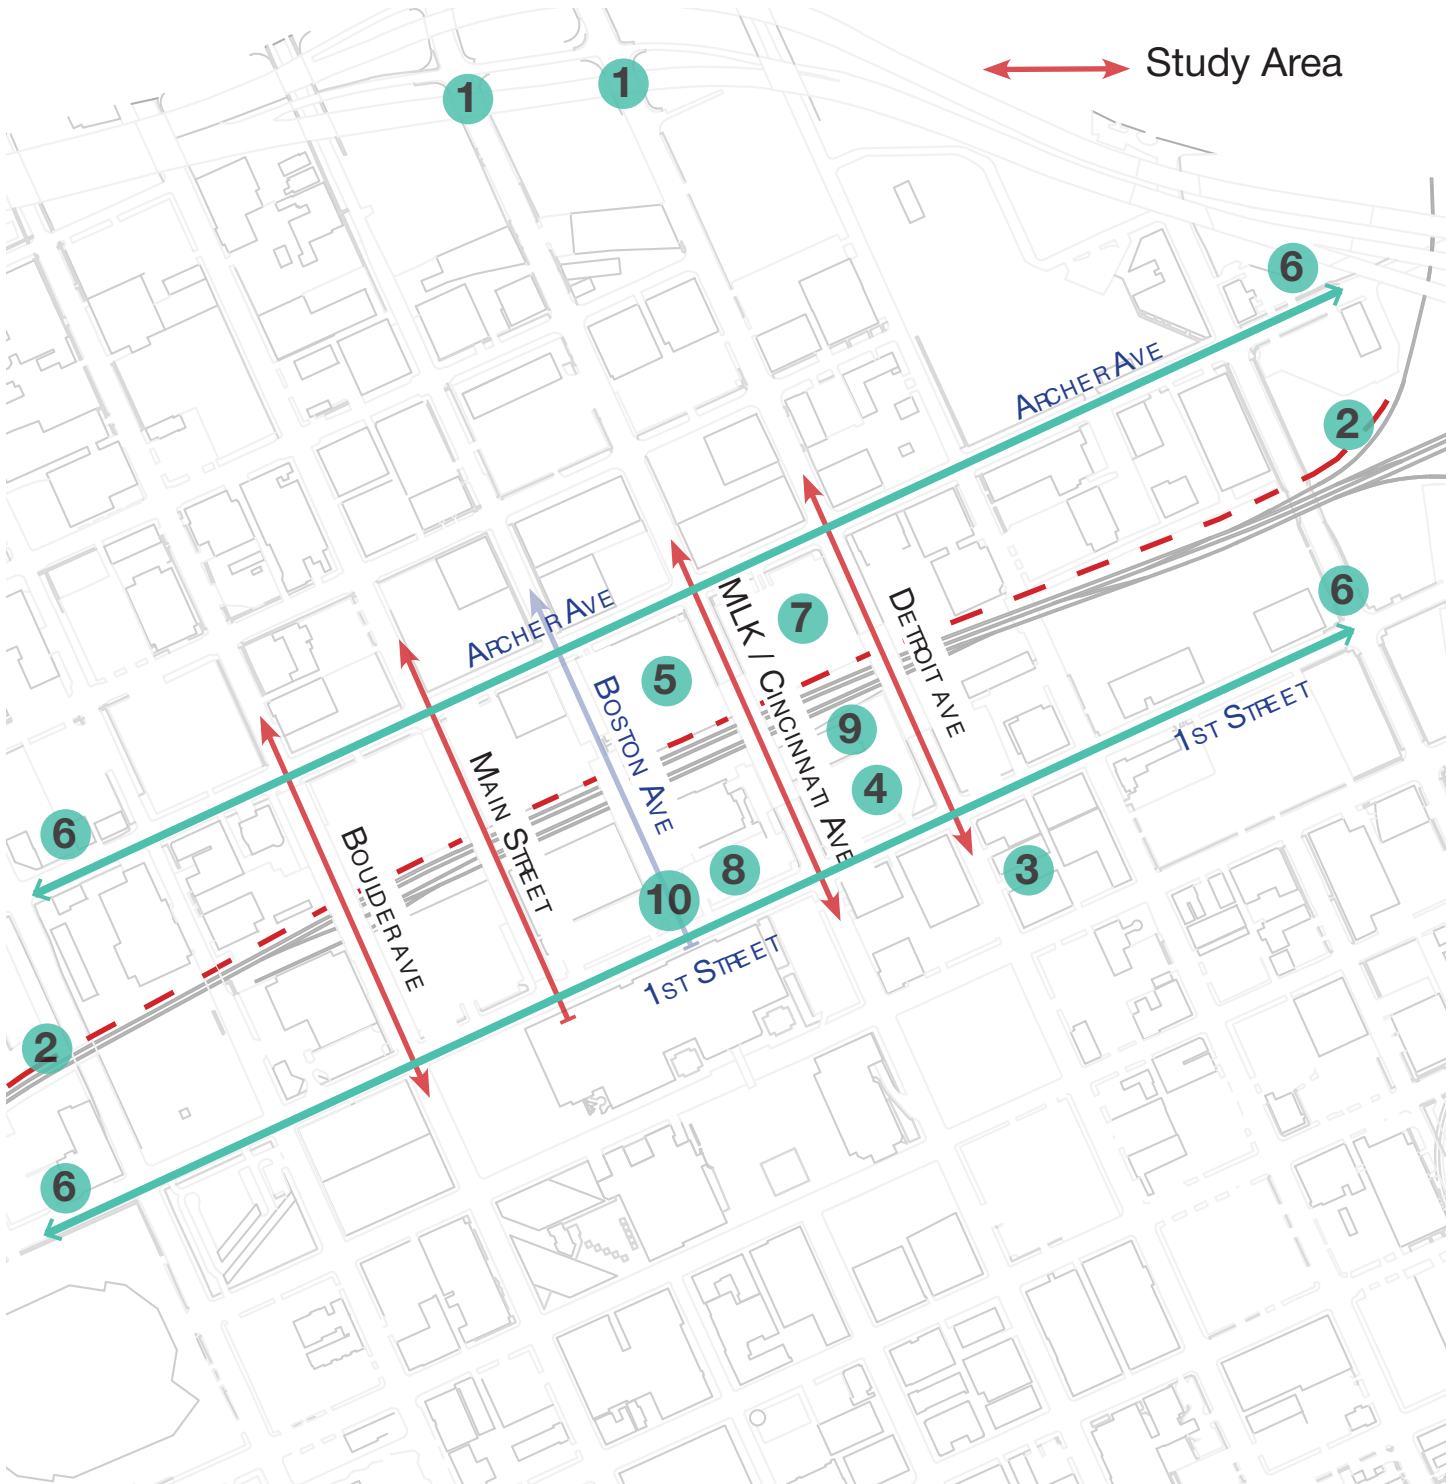 Study Area
1
1
6
ARCHER AVE
2
6
ARCHER AVE
MLK / CINCINNATI AVE
7
DETROIT AVE
5
BOSTON AVE
9
1ST STREET
4
MAIN STREET
6
BOULDER AVE
8
3
10
1ST STREET
2
6